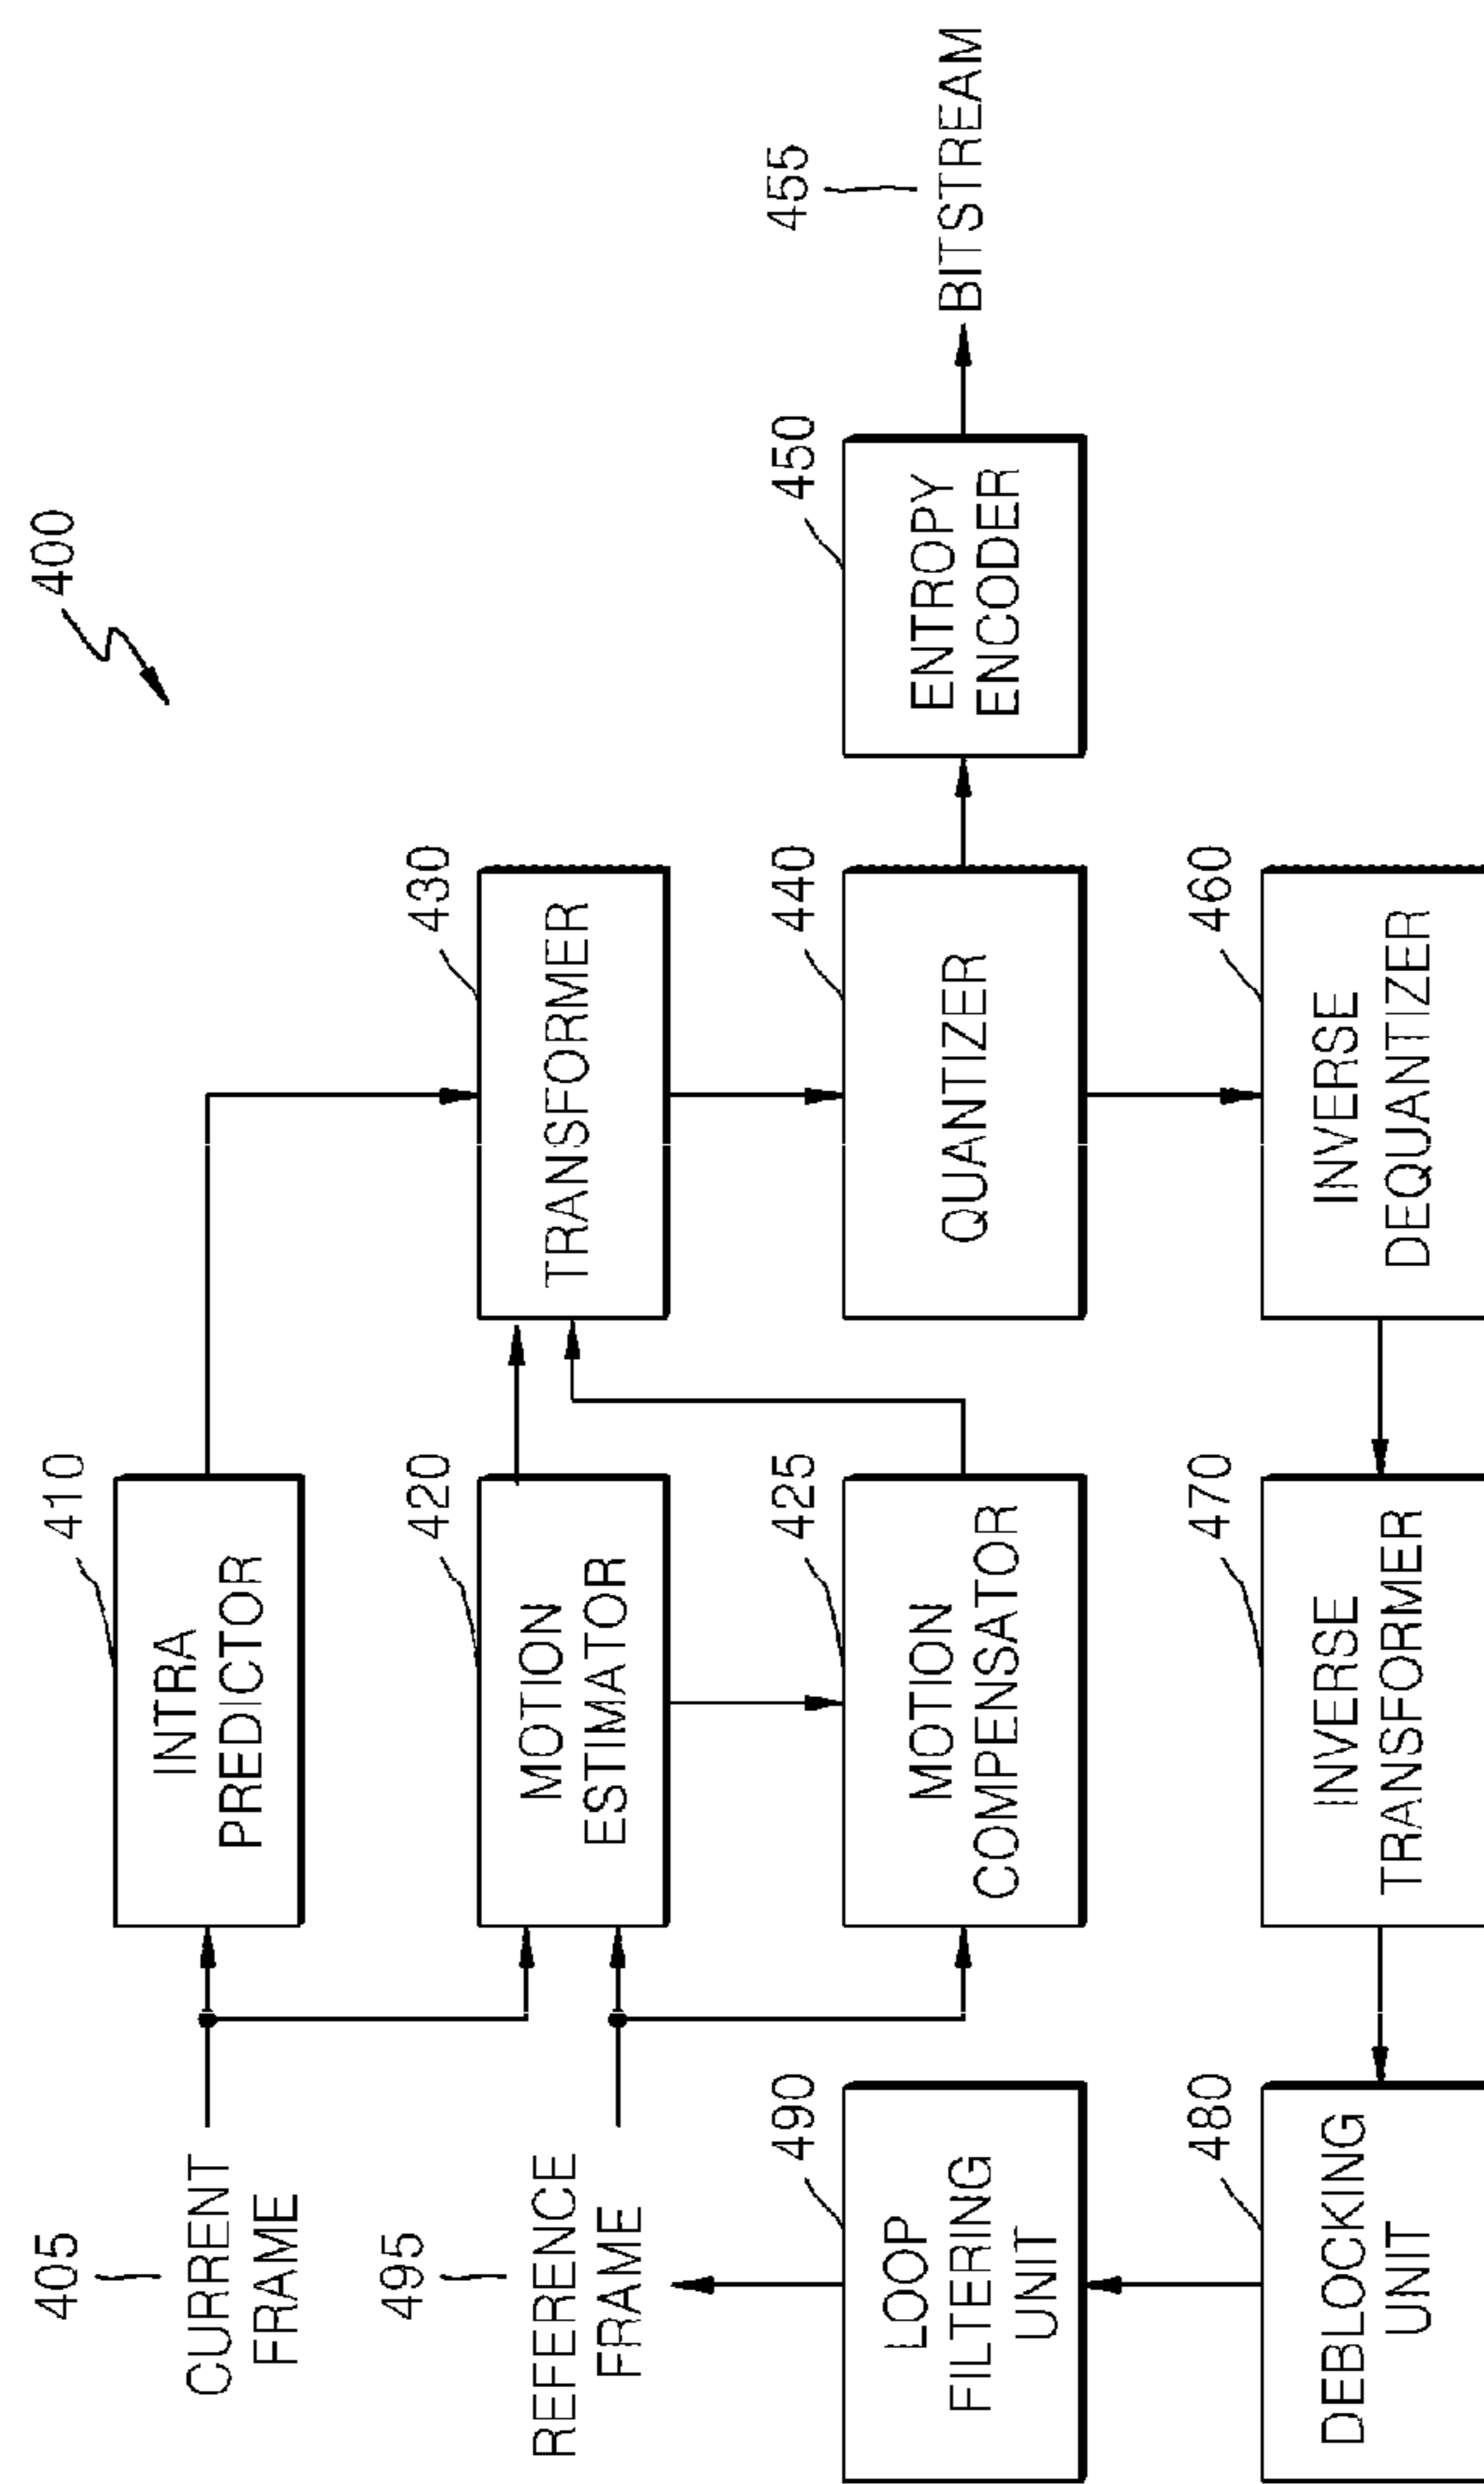 400
405
CURRENT
FRAME
410
INTRA
PREDICTOR
495
REFERENCE
FRAME
420
MOTION
ESTIMATOR
430
TRANSFORMER
490
LOOP
FILTERING
UNIT
425
MOTION
COMPENSATOR
440
QUANTIZER
450
ENTROPY
ENCODER
455
BITSTREAM
480
DEBLOCKING
UNIT
470
INVERSE
TRANSFORMER
460
INVERSE
DEQUANTIZER